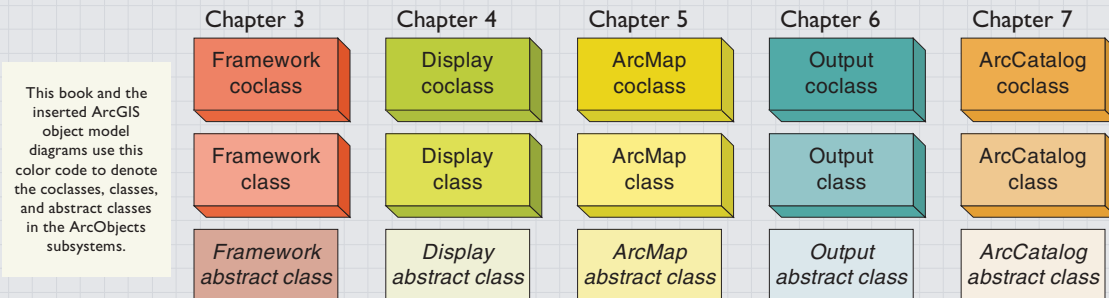 Chapter 3
Chapter 4
Chapter 5
Chapter 6
Chapter 7
This book and the
inserted ArcGIS
object model
diagrams use this
color code to denote
the coclasses, classes,
and abstract classes
in the ArcObjects
subsystems.
Framework
coclass
Display
coclass
ArcMap
coclass
Output
coclass
ArcCatalog
coclass
Framework
class
Display
class
ArcMap
class
Output
class
ArcCatalog
class
Framework
abstract class
Display
abstract class
ArcMap
abstract class
Output
abstract class
ArcCatalog
abstract class